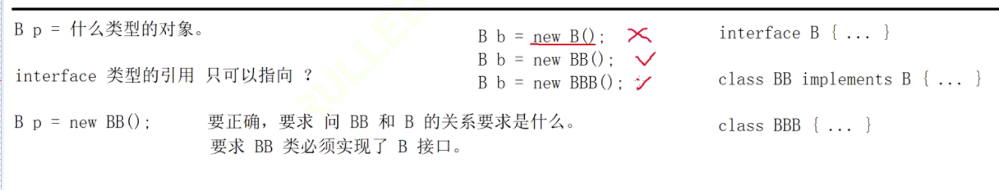 B p = 什么类型的对象。
interface 类型的引用 只可以指向 ？
B p = new BB(); 要正确，要求 问 BB 和 B 的关系要求是什么。
要求 BB 类必须实现了 B 接口。
B b = new B();
B b = new BB();
B b = new BBB();
interface B { ... }
class BB implements B { ... }
class BBB { ... }